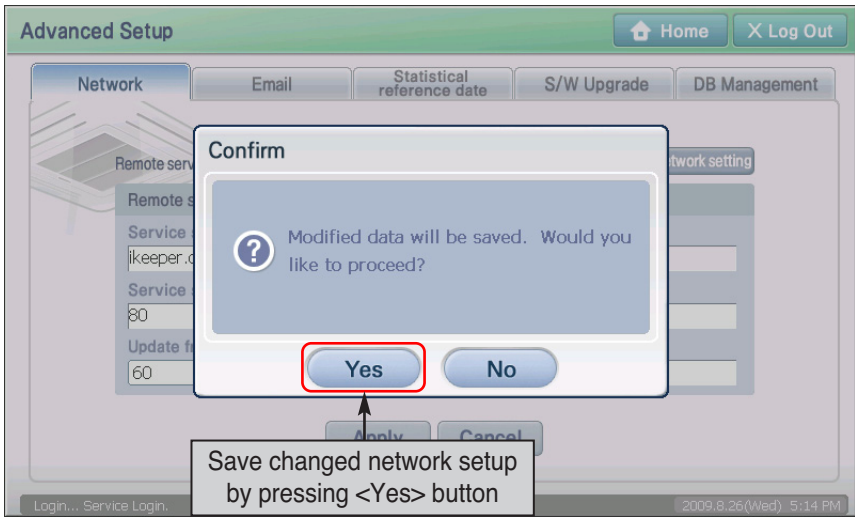 Advanced Setup
Home
X Log Out
Network
Email
Statistical
reference date
S/W Upgrade
DB Management
Remote serv
twork setting
Confirm
Remote s
Service
ikeeper.
Service
80
Update f
60
Modified data will be saved. Would you
like to proceed?
Yes
No
Apply
Cancel
Save changed network setup
by pressing <Yes> button
Login... Service Login.
2009.8.26(Wed) 5:14 PM